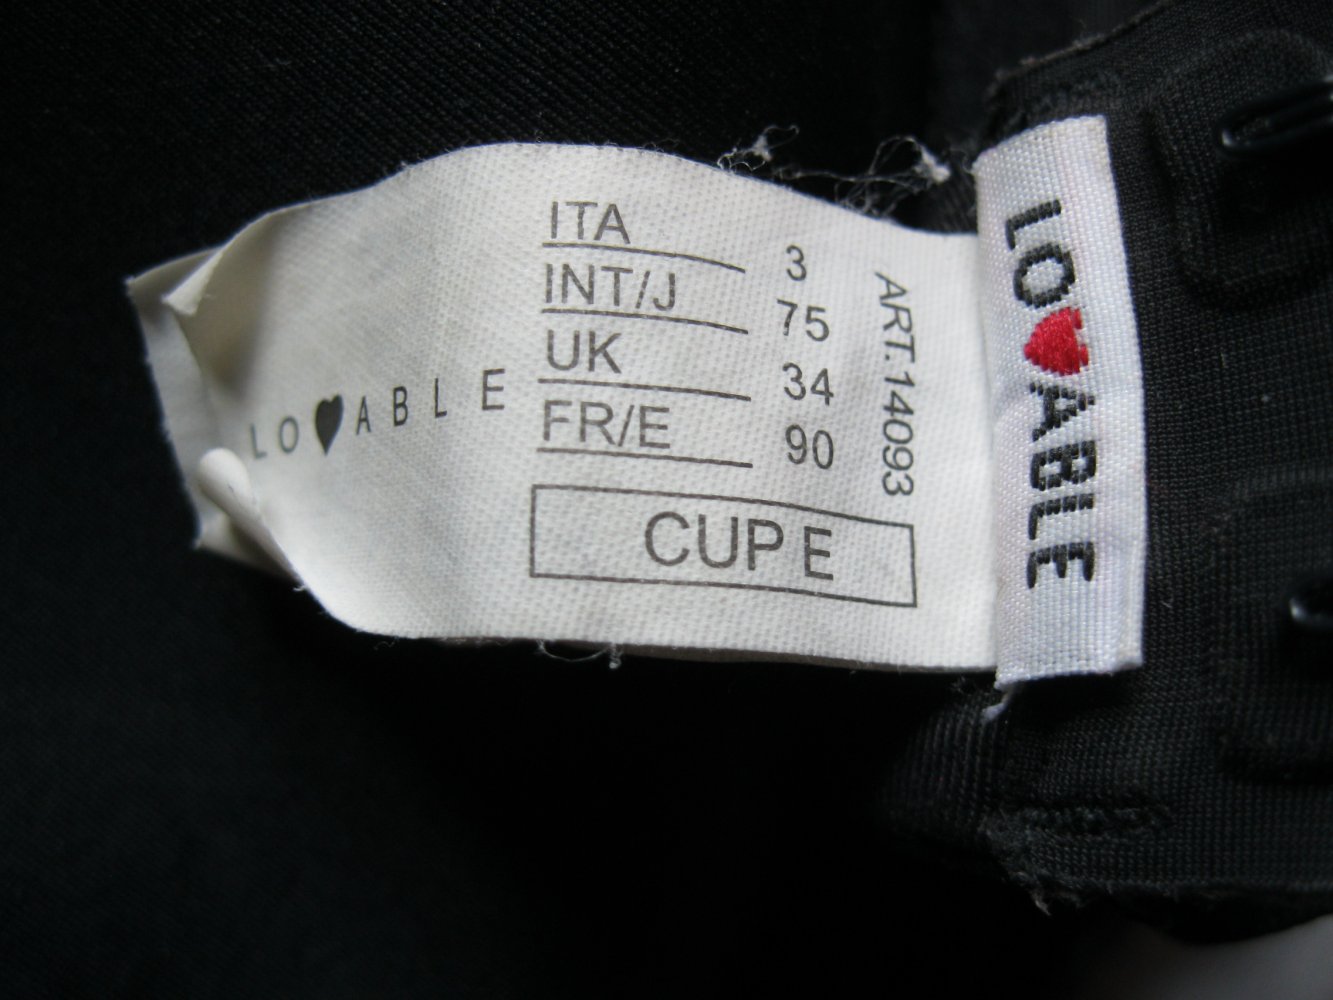 LO♥ABLE
ITA 3
INT/J 75
UK 34
FR/E 90
CUP E
ART.14093
LO♥ABLE